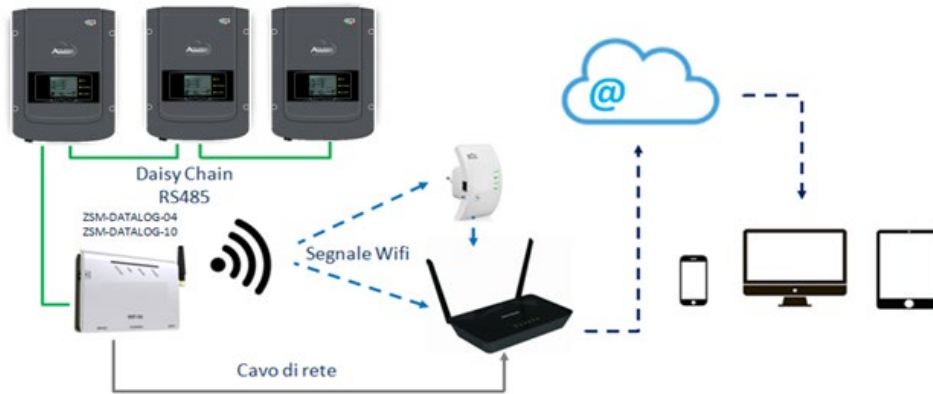 Daisy Chain
RS485
ZSM-DATALOG-04
ZSM-DATALOG-10
Segnale Wifi
@
Cavo di rete